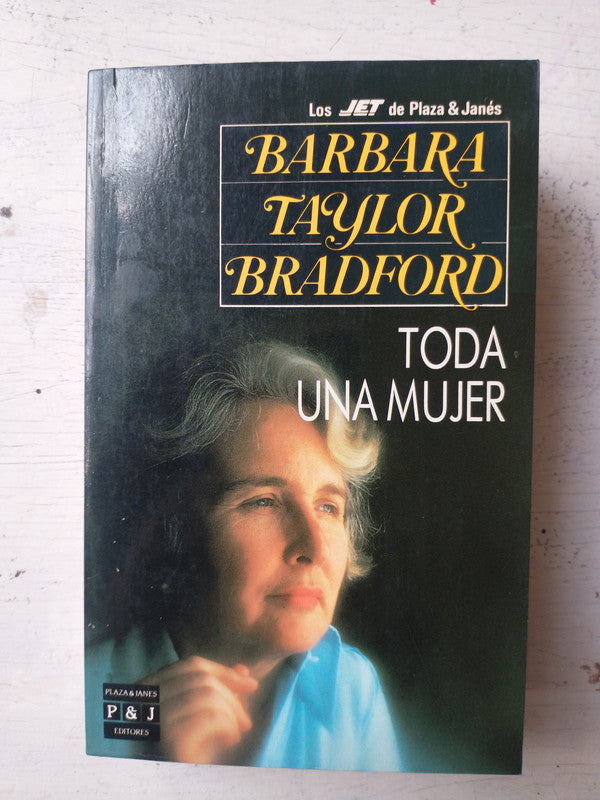 Los JET de Plaza & Janés
BARBARA
TAYLOR
BRADFORD
TODA
UNA MUJER
PLAZA & JANES
P & J
EDITORES